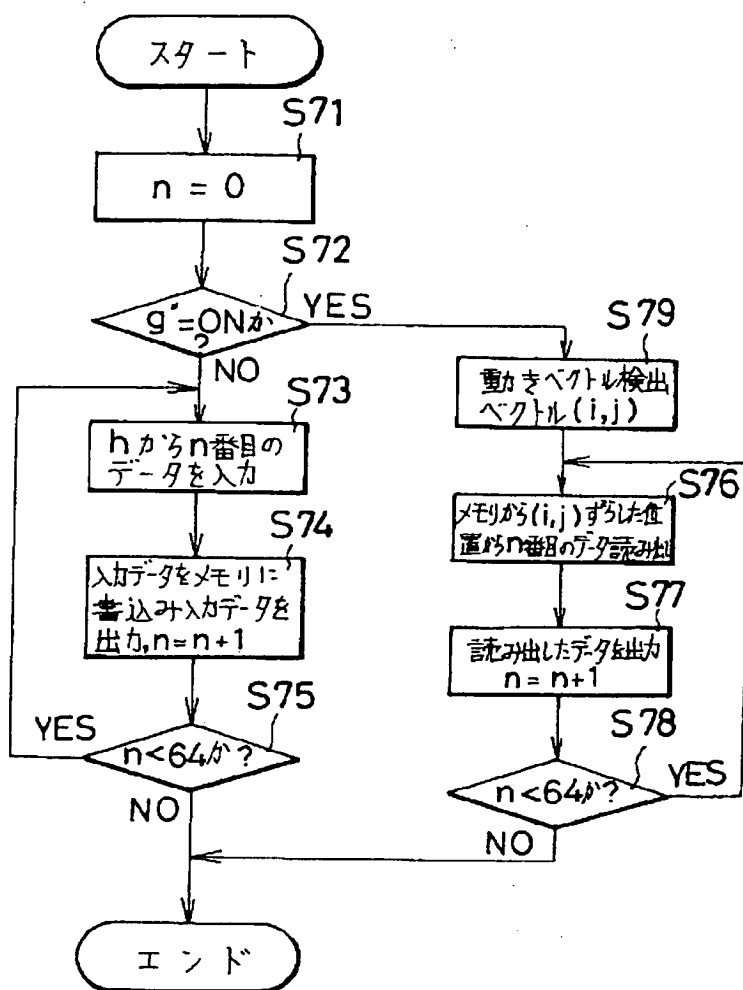 スタート
S71
n = 0
S72
g"=ONか
?
YES
NO
S73
hからn番目の
データを入力
S74
入力データをメモリに
書込み入力データを
出力,n=n+1
S75
n<64か?
YES
NO
S79
動きベクトル検出
ベクトル(i,j)
S76
メモリから(i,j)ずらした位
置からn番目のデータ読み出し
S77
読み出したデータを出力
n=n+1
S78
n<64か?
YES
NO
エンド